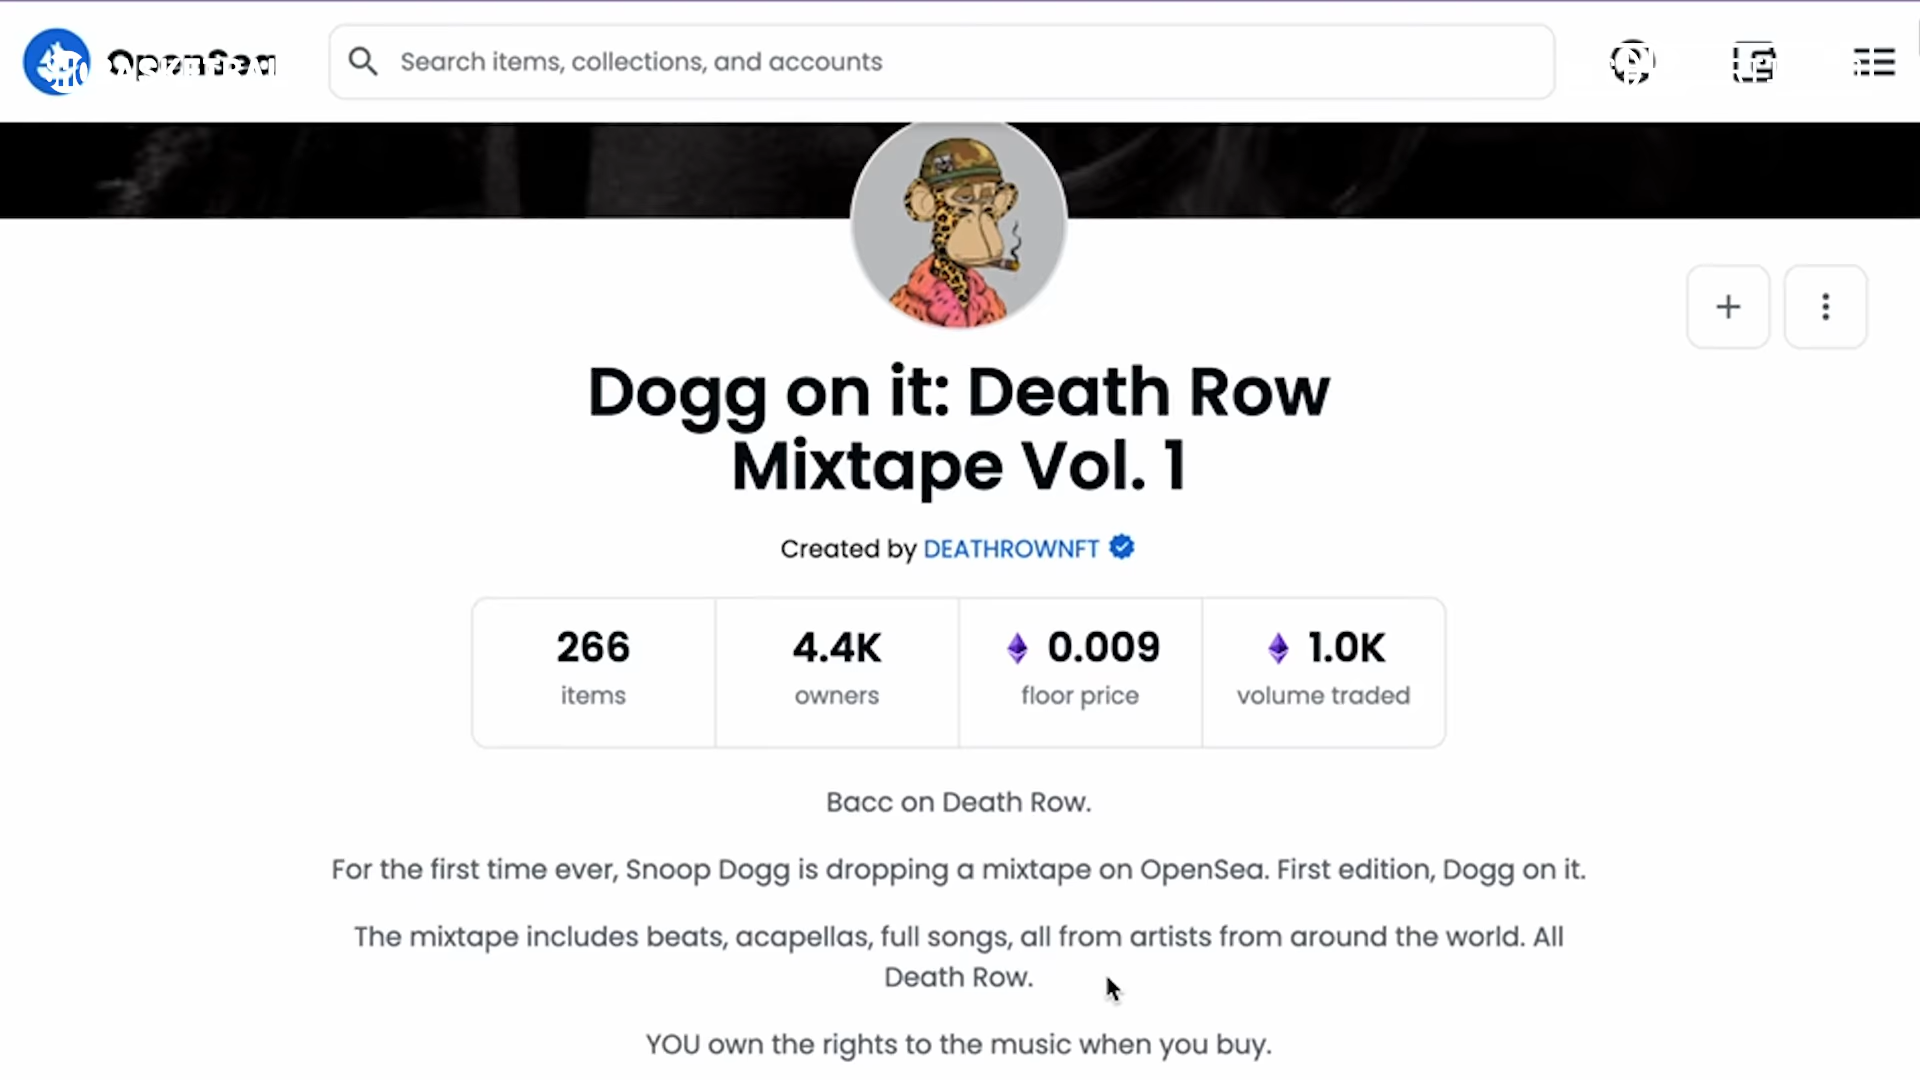 OpenSea
Search items, collections, and accounts
Dogg on it: Death Row
Mixtape Vol. 1
Created by DEATHROWNFT
266
items
4.4K
owners
0.009
floor price
1.0K
volume traded
Bacc on Death Row.
For the first time ever, Snoop Dogg is dropping a mixtape on OpenSea. First edition, Dogg on it.
The mixtape includes beats, acapellas, full songs, all from artists from around the world. All
Death Row.
YOU own the rights to the music when you buy.